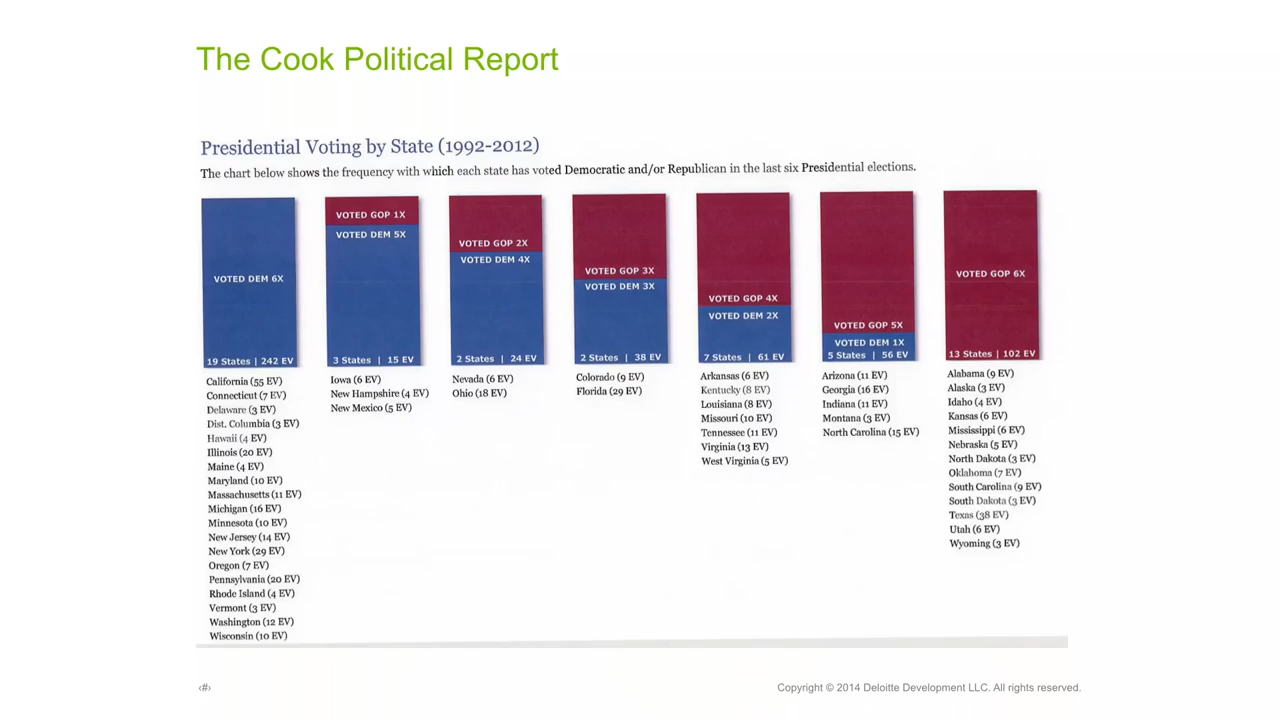 The Cook Political Report
Presidential Voting by State (1992-2012)
The chart below shows the frequency with which each state has voted Democratic and/or Republican in the last six Presidential elections.
VOTED DEM 6X
19 States | 242 EV
California (55 EV)
Connecticut (7 EV)
Delaware (3 EV)
Dist. Columbia (3 EV)
Hawaii (4 EV)
Illinois (20 EV)
Maine (4 EV)
Maryland (10 EV)
Massachusetts (11 EV)
Michigan (16 EV)
Minnesota (10 EV)
New Jersey (14 EV)
New York (29 EV)
Oregon (7 EV)
Pennsylvania (20 EV)
Rhode Island (4 EV)
Vermont (3 EV)
Washington (12 EV)
Wisconsin (10 EV)
VOTED GOP 1X
VOTED DEM 5X
3 States | 15 EV
Iowa (6 EV)
New Hampshire (4 EV)
New Mexico (5 EV)
VOTED GOP 2X
VOTED DEM 4X
2 States | 24 EV
Nevada (6 EV)
Ohio (18 EV)
VOTED GOP 3X
VOTED DEM 3X
2 States | 38 EV
Colorado (9 EV)
Florida (29 EV)
VOTED GOP 4X
VOTED DEM 2X
7 States | 61 EV
Arkansas (6 EV)
Kentucky (8 EV)
Louisiana (8 EV)
Missouri (10 EV)
Tennessee (11 EV)
Virginia (13 EV)
West Virginia (5 EV)
VOTED GOP 5X
VOTED DEM 1X
5 States | 56 EV
Arizona (11 EV)
Georgia (16 EV)
Indiana (11 EV)
Montana (3 EV)
North Carolina (15 EV)
VOTED GOP 6X
13 States | 102 EV
Alabama (9 EV)
Alaska (3 EV)
Idaho (4 EV)
Kansas (6 EV)
Mississippi (6 EV)
Nebraska (5 EV)
North Dakota (3 EV)
Oklahoma (7 EV)
South Carolina (9 EV)
South Dakota (3 EV)
Texas (38 EV)
Utah (6 EV)
Wyoming (3 EV)
‹#›
Copyright © 2014 Deloitte Development LLC. All rights reserved.